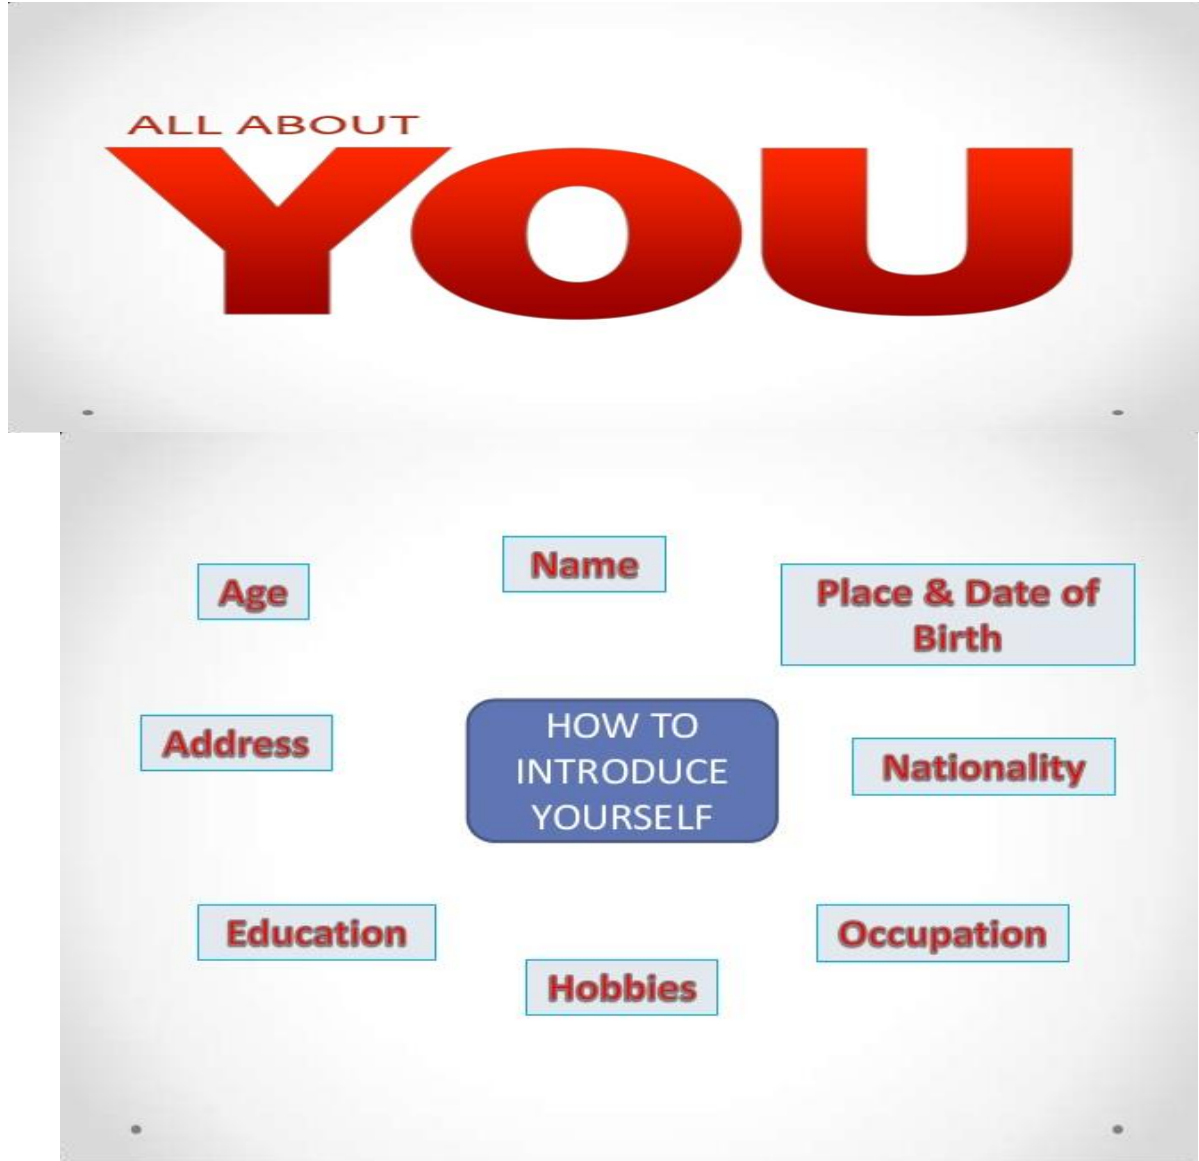 ALL ABOUT
YOU
Name
Age
Place & Date of
Birth
Address
HOW TO
INTRODUCE
YOURSELF
Nationality
Education
Occupation
Hobbies